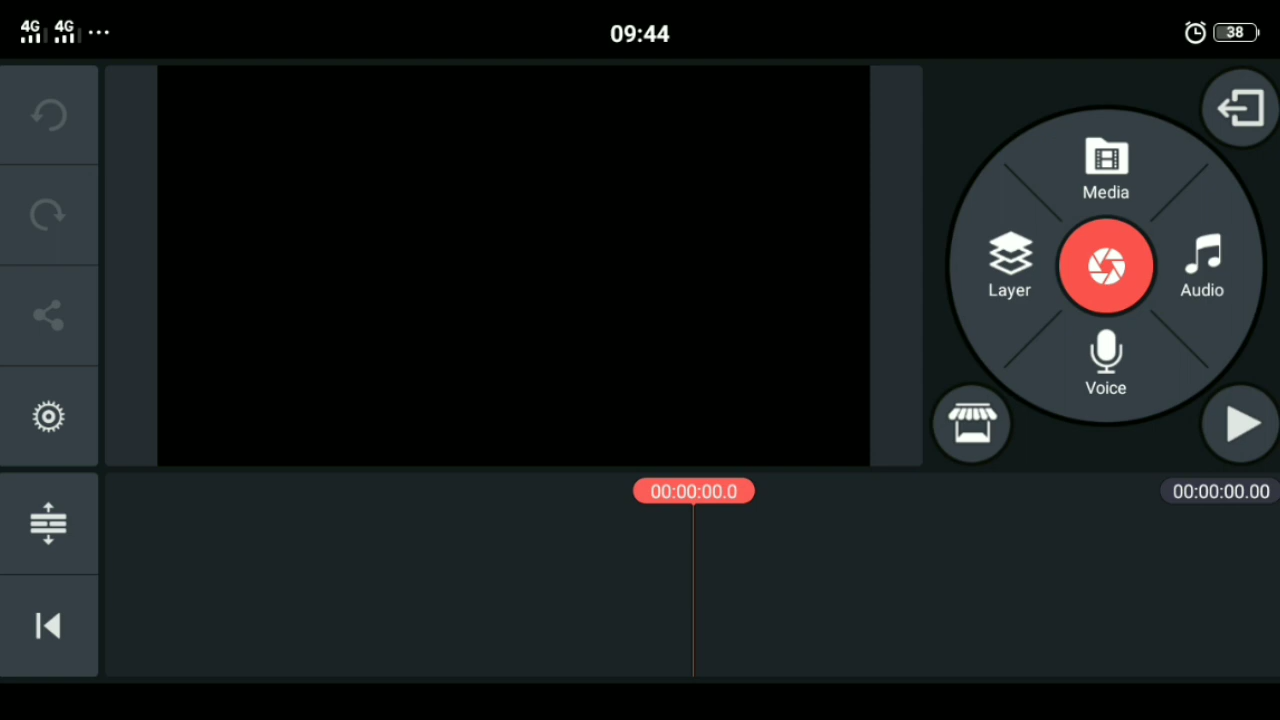 4G 4G ...
09:44
38
Media
Layer
Audio
Voice
00:00:00.0
00:00:00.00